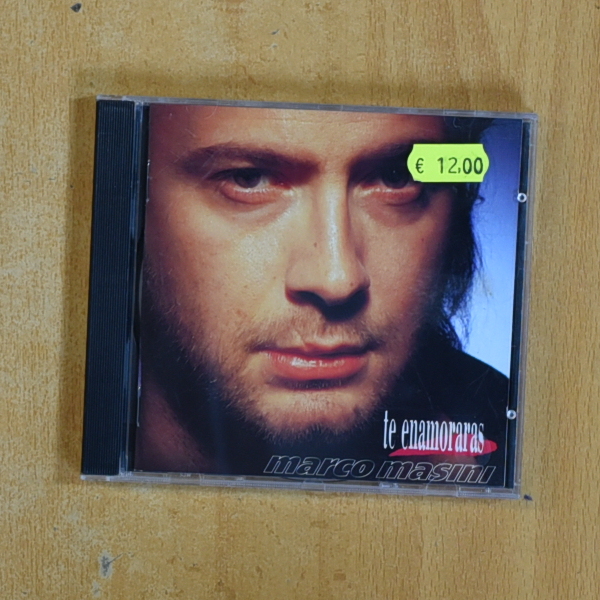 € 12,00
te enamoraras
marco masini